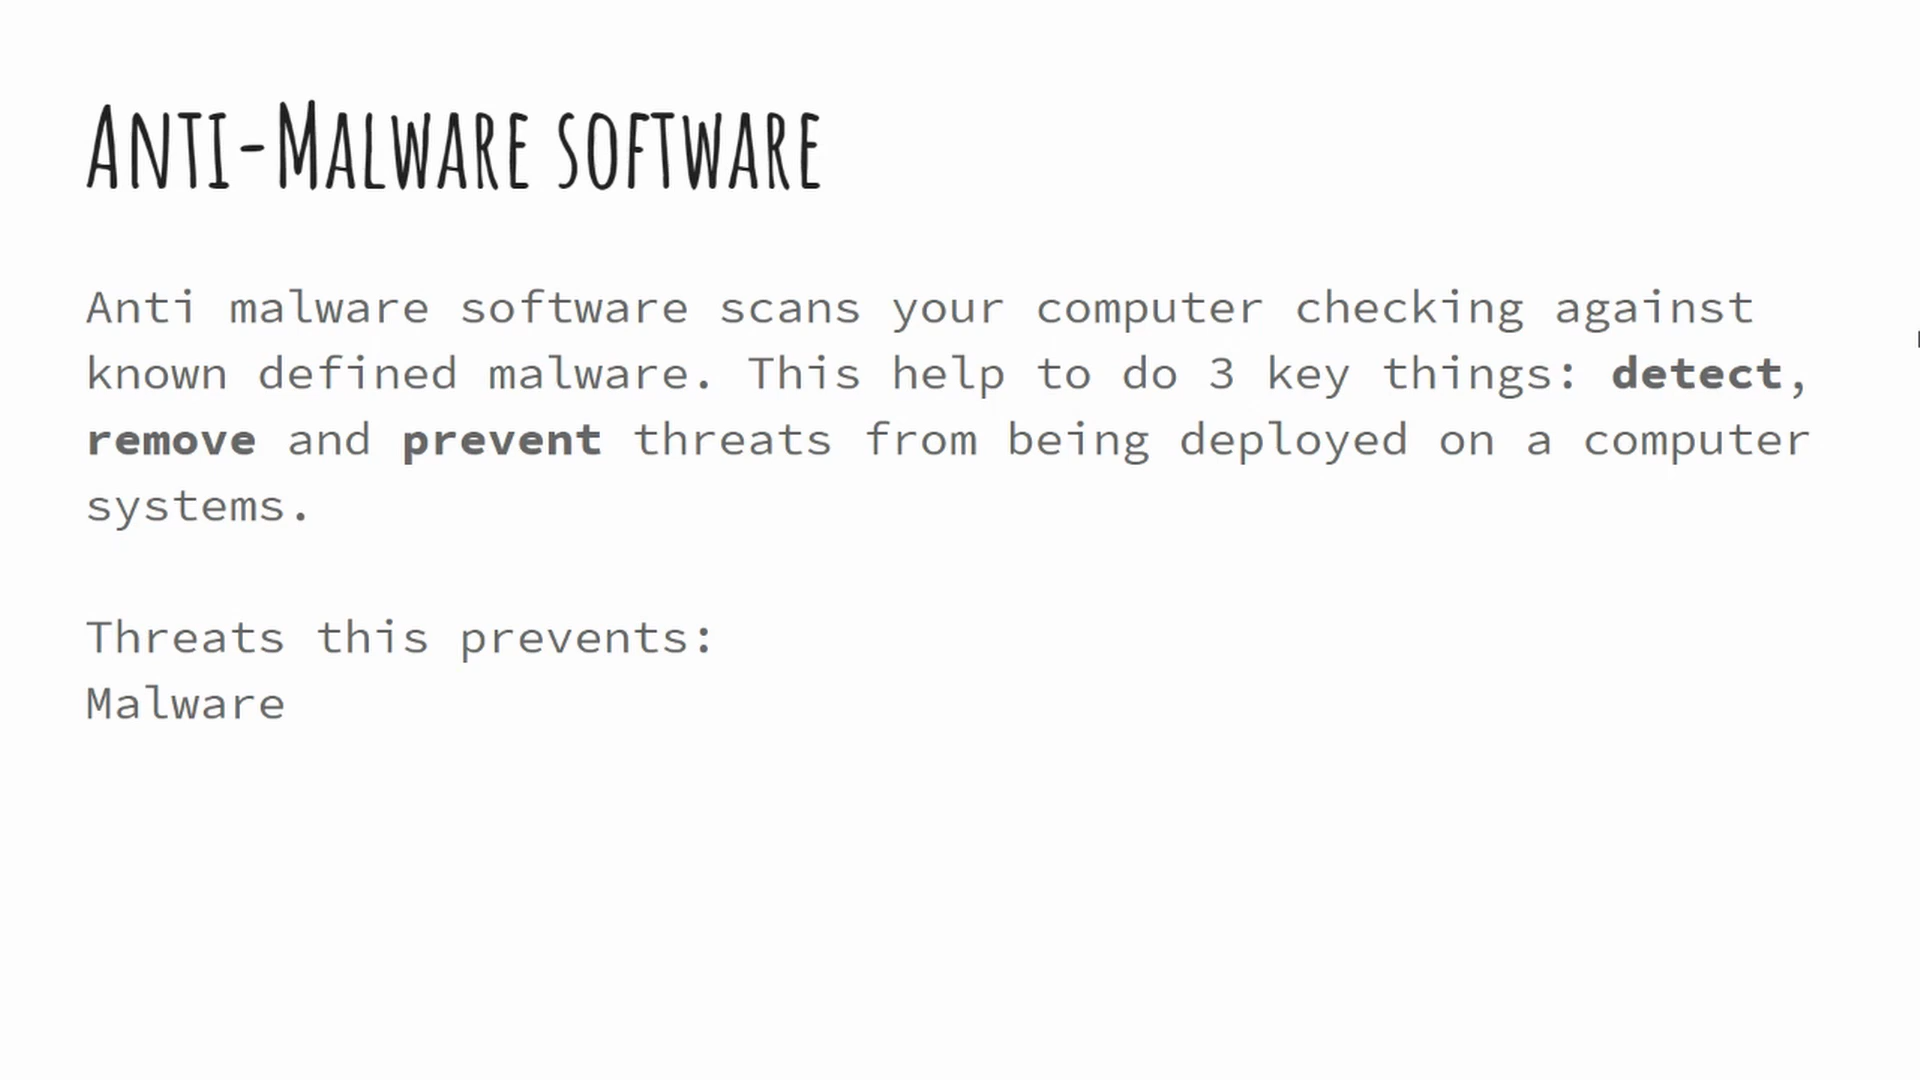 Anti-Malware software
Anti malware software scans your computer checking against
known defined malware. This help to do 3 key things: detect,
remove and prevent threats from being deployed on a computer
systems.
Threats this prevents:
Malware